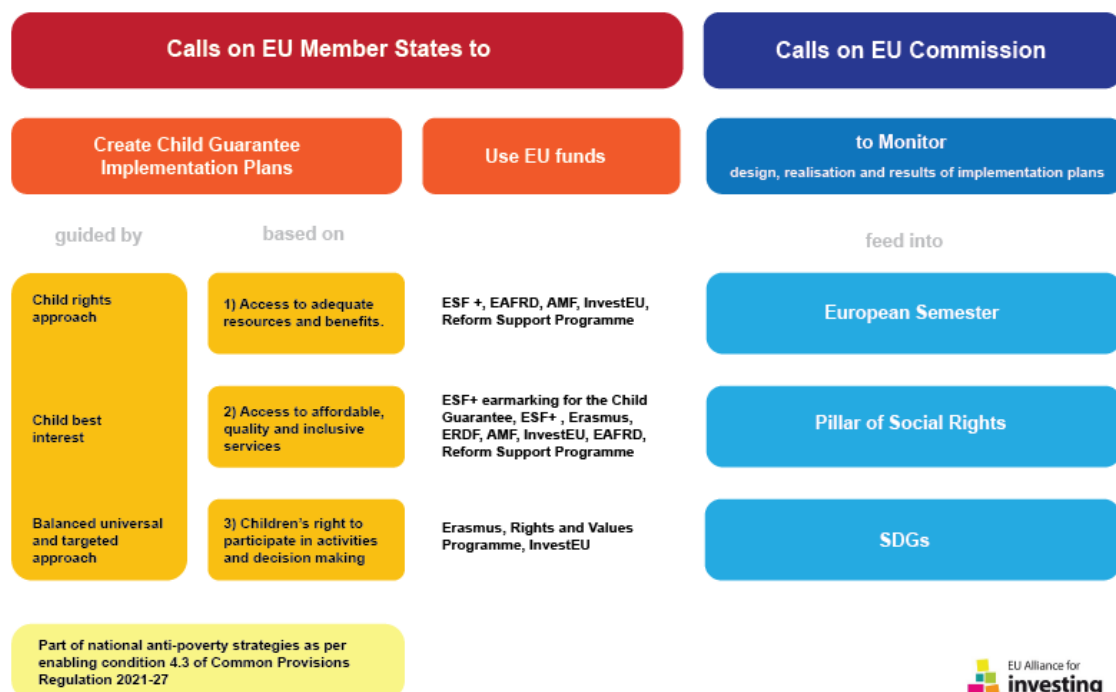 Calls on EU Member States to
Calls on EU Commission
Create Child Guarantee
Implementation Plans
Use EU funds
to Monitor
design, realisation and results of implementation plans
guided by
based on
feed into
Child rights
approach
1) Access to adequate
resources and benefits.
ESF +, EAFRD, AMF, InvestEU,
Reform Support Programme
European Semester
Child best
interest
2) Access to affordable,
quality and inclusive
services
ESF+ earmarking for the Child
Guarantee, ESF+ , Erasmus,
ERDF, AMF, InvestEU, EAFRD,
Reform Support Programme
Pillar of Social Rights
Balanced universal
and targeted
approach
3) Children's right to
participate in activities
and decision making
Erasmus, Rights and Values
Programme, InvestEU
SDGs
Part of national anti-poverty strategies as per
enabling condition 4.3 of Common Provisions
Regulation 2021-27
EU Alliance for
investing